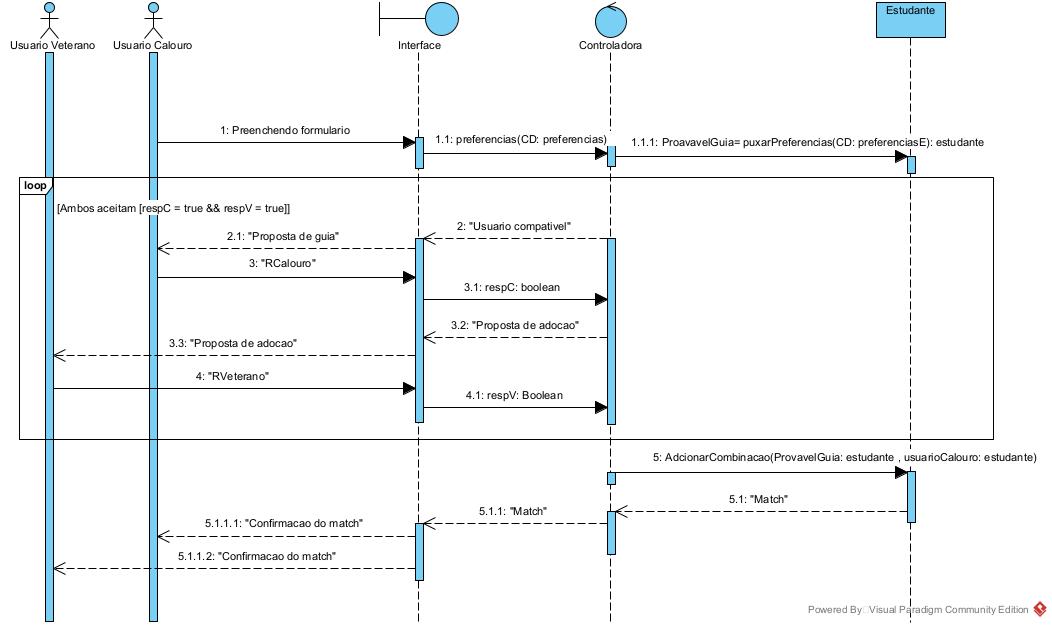 Usuario Veterano
Usuario Calouro
Interface
Controladora
Estudante
1: Preenchendo formulario
1.1: preferencias(CD: preferencias)
1.1.1: ProavavelGuia= puxarPreferencias(CD: preferenciasE): estudante
loop
[Ambos aceitam [respC = true && respV = true]]
2: "Usuario compativel"
2.1: "Proposta de guia"
3: "RCalouro"
3.1: respC: boolean
3.2: "Proposta de adocao"
3.3: "Proposta de adocao"
4: "RVeterano"
4.1: respV: Boolean
5: AdcionarCombinacao(ProvavelGuia: estudante , usuarioCalouro: estudante)
5.1: "Match"
5.1.1: "Match"
5.1.1.1: "Confirmacao do match"
5.1.1.2: "Confirmacao do match"
Powered By Visual Paradigm Community Edition